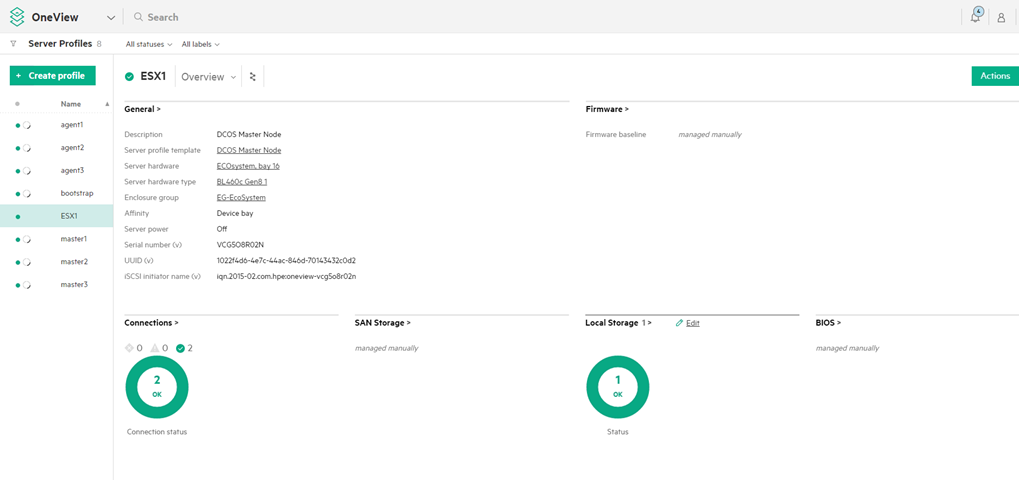 OneView
Search
4
Server Profiles 8
All statuses
All labels
+ Create profile
Name
agent1
agent2
agent3
bootstrap
ESX1
master1
master2
master3
ESX1
Overview
Actions
General >
Description DCOS Master Node
Server profile template DCOS Master Node
Server hardware ECOsystem, bay 16
Server hardware type BL460c Gen8 1
Enclosure group EG-EcoSystem
Affinity Device bay
Server power Off
Serial number (v) VCG5O8R02N
UUID (v) 1022f4d6-4e7c-44ac-846d-70143432c0d2
iSCSI initiator name (v) iqn.2015-02.com.hpe:oneview-vcg5o8r02n
Firmware >
Firmware baseline managed manually
Connections >
0 0 2
2
OK
Connection status
SAN Storage >
managed manually
Local Storage 1 > Edit
1
OK
Status
BIOS >
managed manually